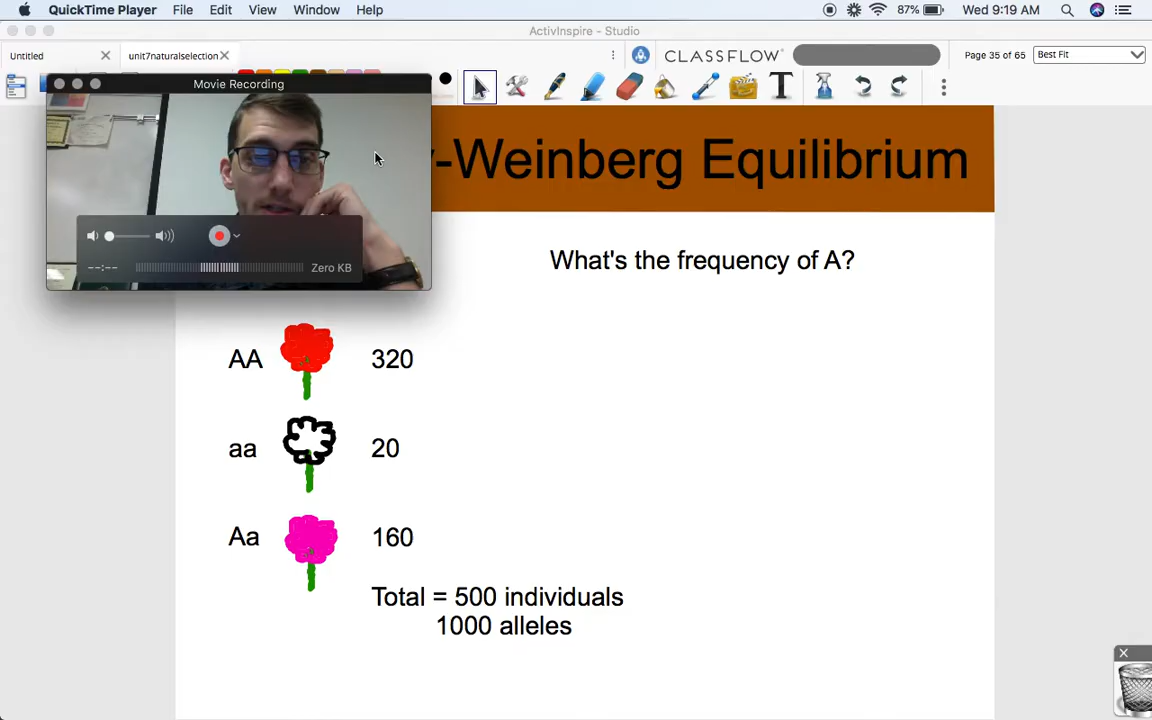 QuickTime Player File Edit View Window Help 87% Wed 9:19 AM
ActivInspire - Studio
Untitled unit7naturalselection CLASSFLOW Page 35 of 65 Best Fit
Movie Recording
--:-- Zero KB
-Weinberg Equilibrium
What's the frequency of A?
AA 320
aa 20
Aa 160
Total = 500 individuals
1000 alleles